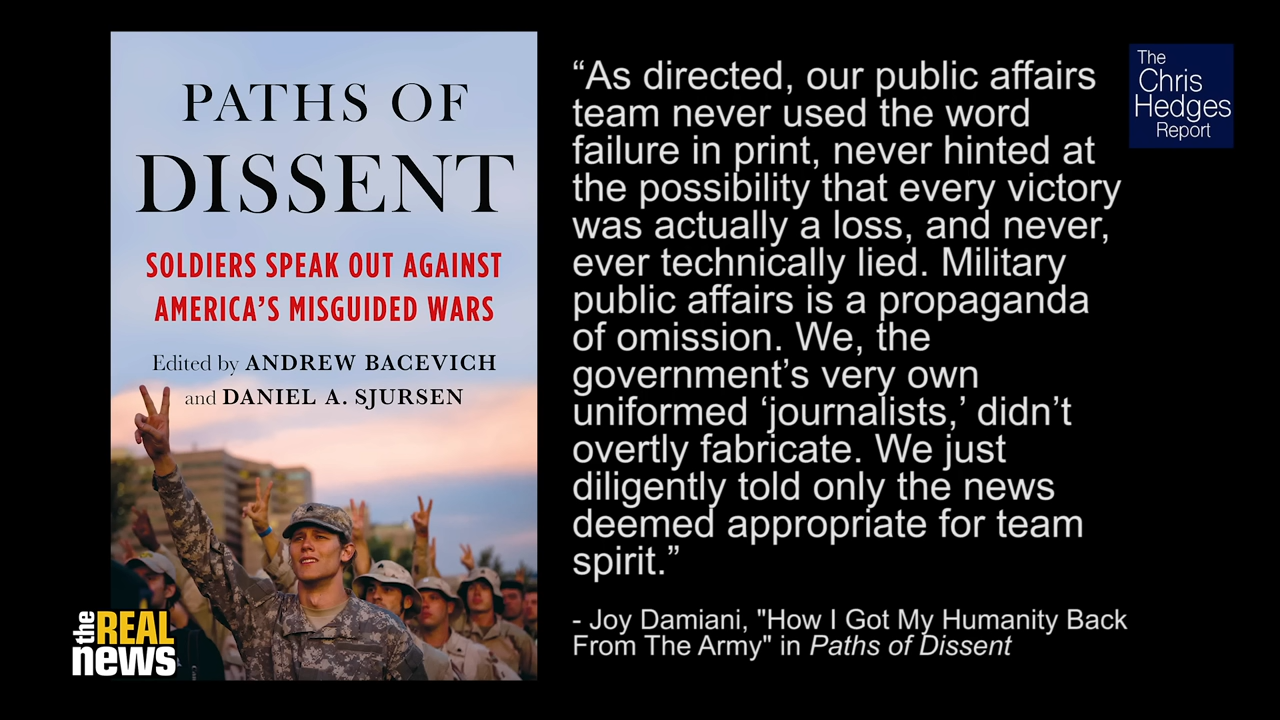 PATHS OF
DISSENT
SOLDIERS SPEAK OUT AGAINST
AMERICA'S MISGUIDED WARS
Edited by ANDREW BACEVICH
and DANIEL A. SJURSEN
“As directed, our public affairs
team never used the word
failure in print, never hinted at
the possibility that every victory
was actually a loss, and never,
ever technically lied. Military
public affairs is a propaganda
of omission. We, the
government’s very own
uniformed ‘journalists,’ didn’t
overtly fabricate. We just
diligently told only the news
deemed appropriate for team
spirit.”
- Joy Damiani, "How I Got My Humanity Back
From The Army" in Paths of Dissent
The
Chris
Hedges
Report
the REAL
news